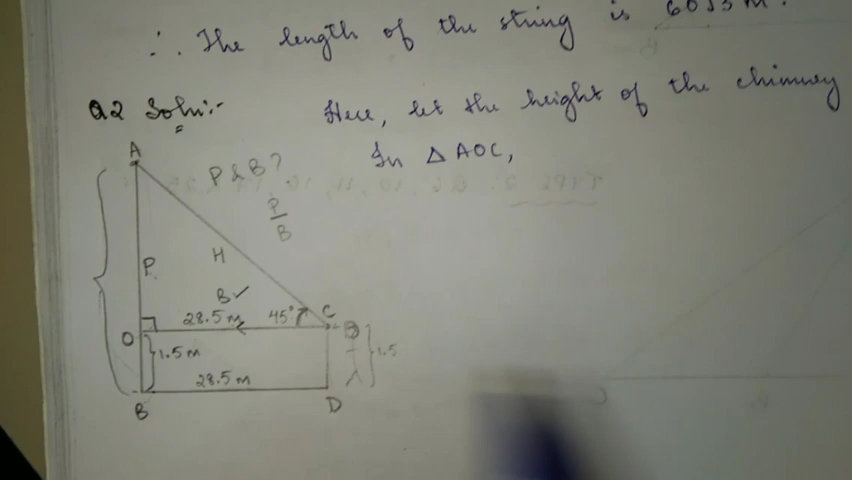 ∴ The length of the string is
Q2 Soln:- Here, let the height of the chimney
In △AOC,
A
P & B?
P
B
H
P
B✓
28.5 m
45°
C
O
1.5 m
1.5
28.5 m
B
D